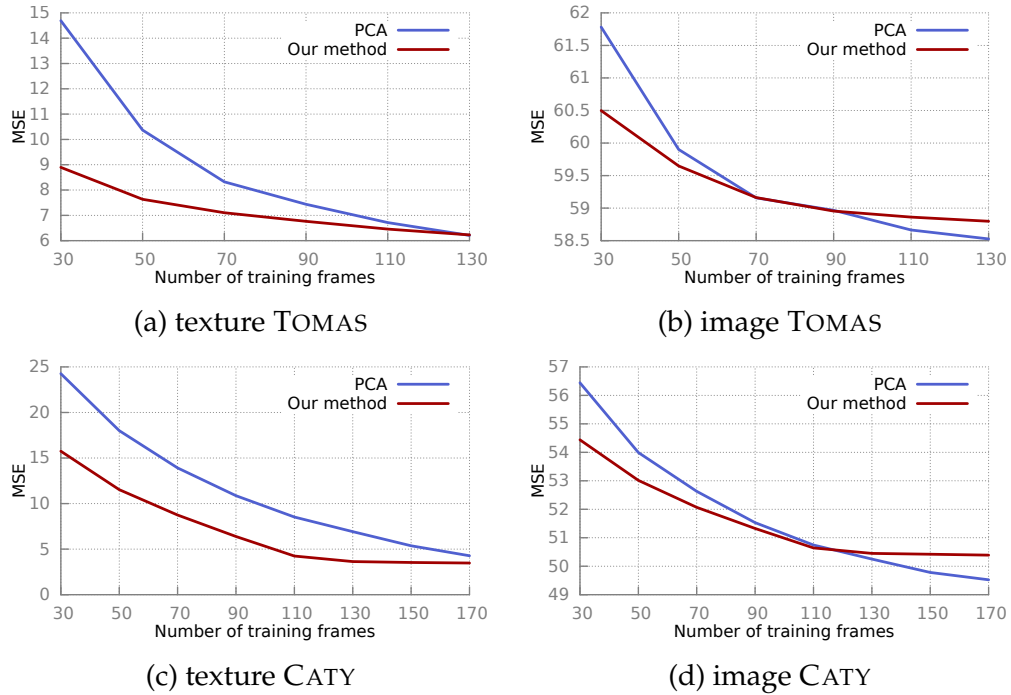 15
14
13
12
11
10
9
8
7
6
MSE
PCA
Our method
30 50 70 90 110 130
Number of training frames
(a) texture TOMAS
62
61.5
61
60.5
60
59.5
59
58.5
MSE
PCA
Our method
30 50 70 90 110 130
Number of training frames
(b) image TOMAS
25
20
15
10
5
0
MSE
PCA
Our method
30 50 70 90 110 130 150 170
Number of training frames
(c) texture CATY
57
56
55
54
53
52
51
50
49
MSE
PCA
Our method
30 50 70 90 110 130 150 170
Number of training frames
(d) image CATY